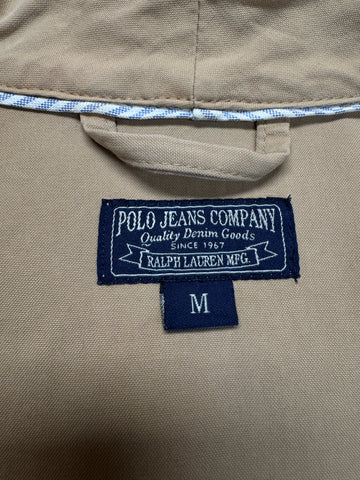 POLO JEANS COMPANY
Quality Denim Goods
SINCE 1967
RALPH LAUREN MFG.
M